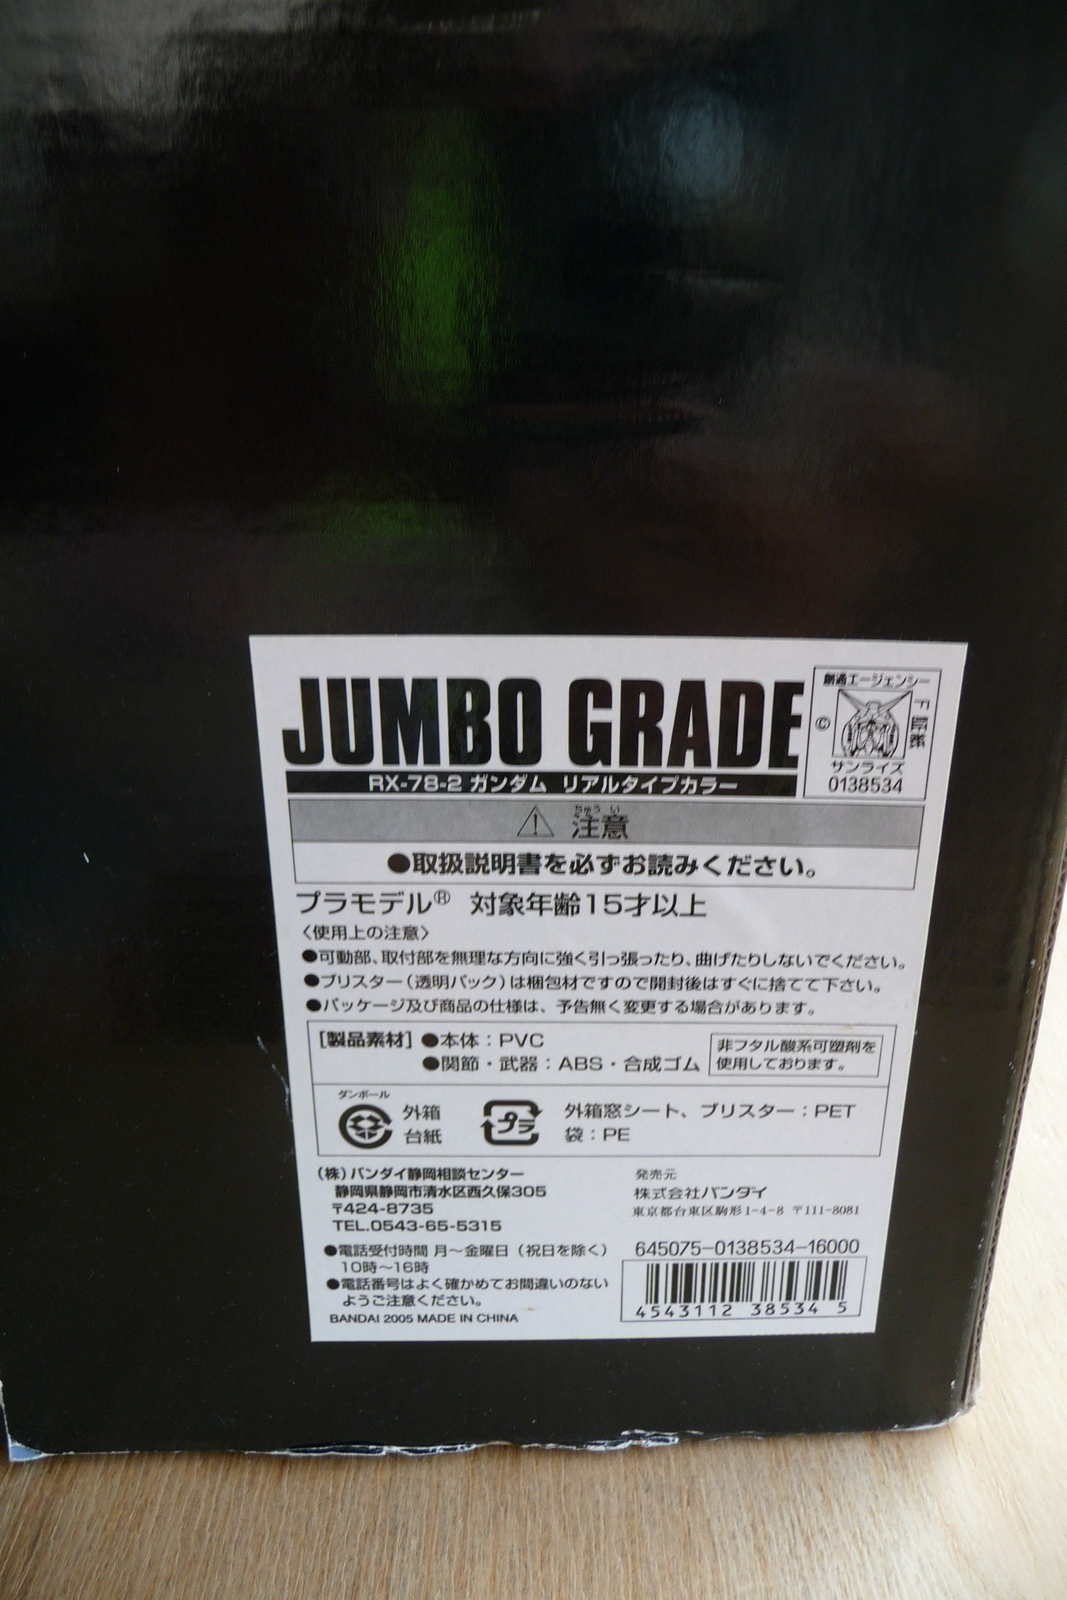 JUMBO GRADE
RX-78-2 ガンダム リアルタイプカラー
創通エージェンシー
©
F 証紙
サンライズ
0138534
ちゅう い
注意
●取扱説明書を必ずお読みください。
プラモデル® 対象年齢15才以上
〈使用上の注意〉
●可動部、取付部を無理な方向に強く引っ張ったり、曲げたりしないでください。
●ブリスター（透明パック）は梱包材ですので開封後はすぐに捨てて下さい。
●パッケージ及び商品の仕様は、予告無く変更する場合があります。
[製品素材] ●本体：PVC
●関節・武器：ABS・合成ゴム
非フタル酸系可塑剤を
使用しております。
ダンボール
外箱
台紙
プラ
外箱窓シート、ブリスター：PET
袋：PE
（株）バンダイ静岡相談センター
静岡県静岡市清水区西久保305
〒424-8735
TEL.0543-65-5315
●電話受付時間 月～金曜日（祝日を除く）
10時～16時
●電話番号はよく確かめてお間違いのない
ようご注意ください。
BANDAI 2005 MADE IN CHINA
発売元
株式会社バンダイ
東京都台東区駒形1-4-8 〒111-8081
645075-0138534-16000
4543112 38534 5